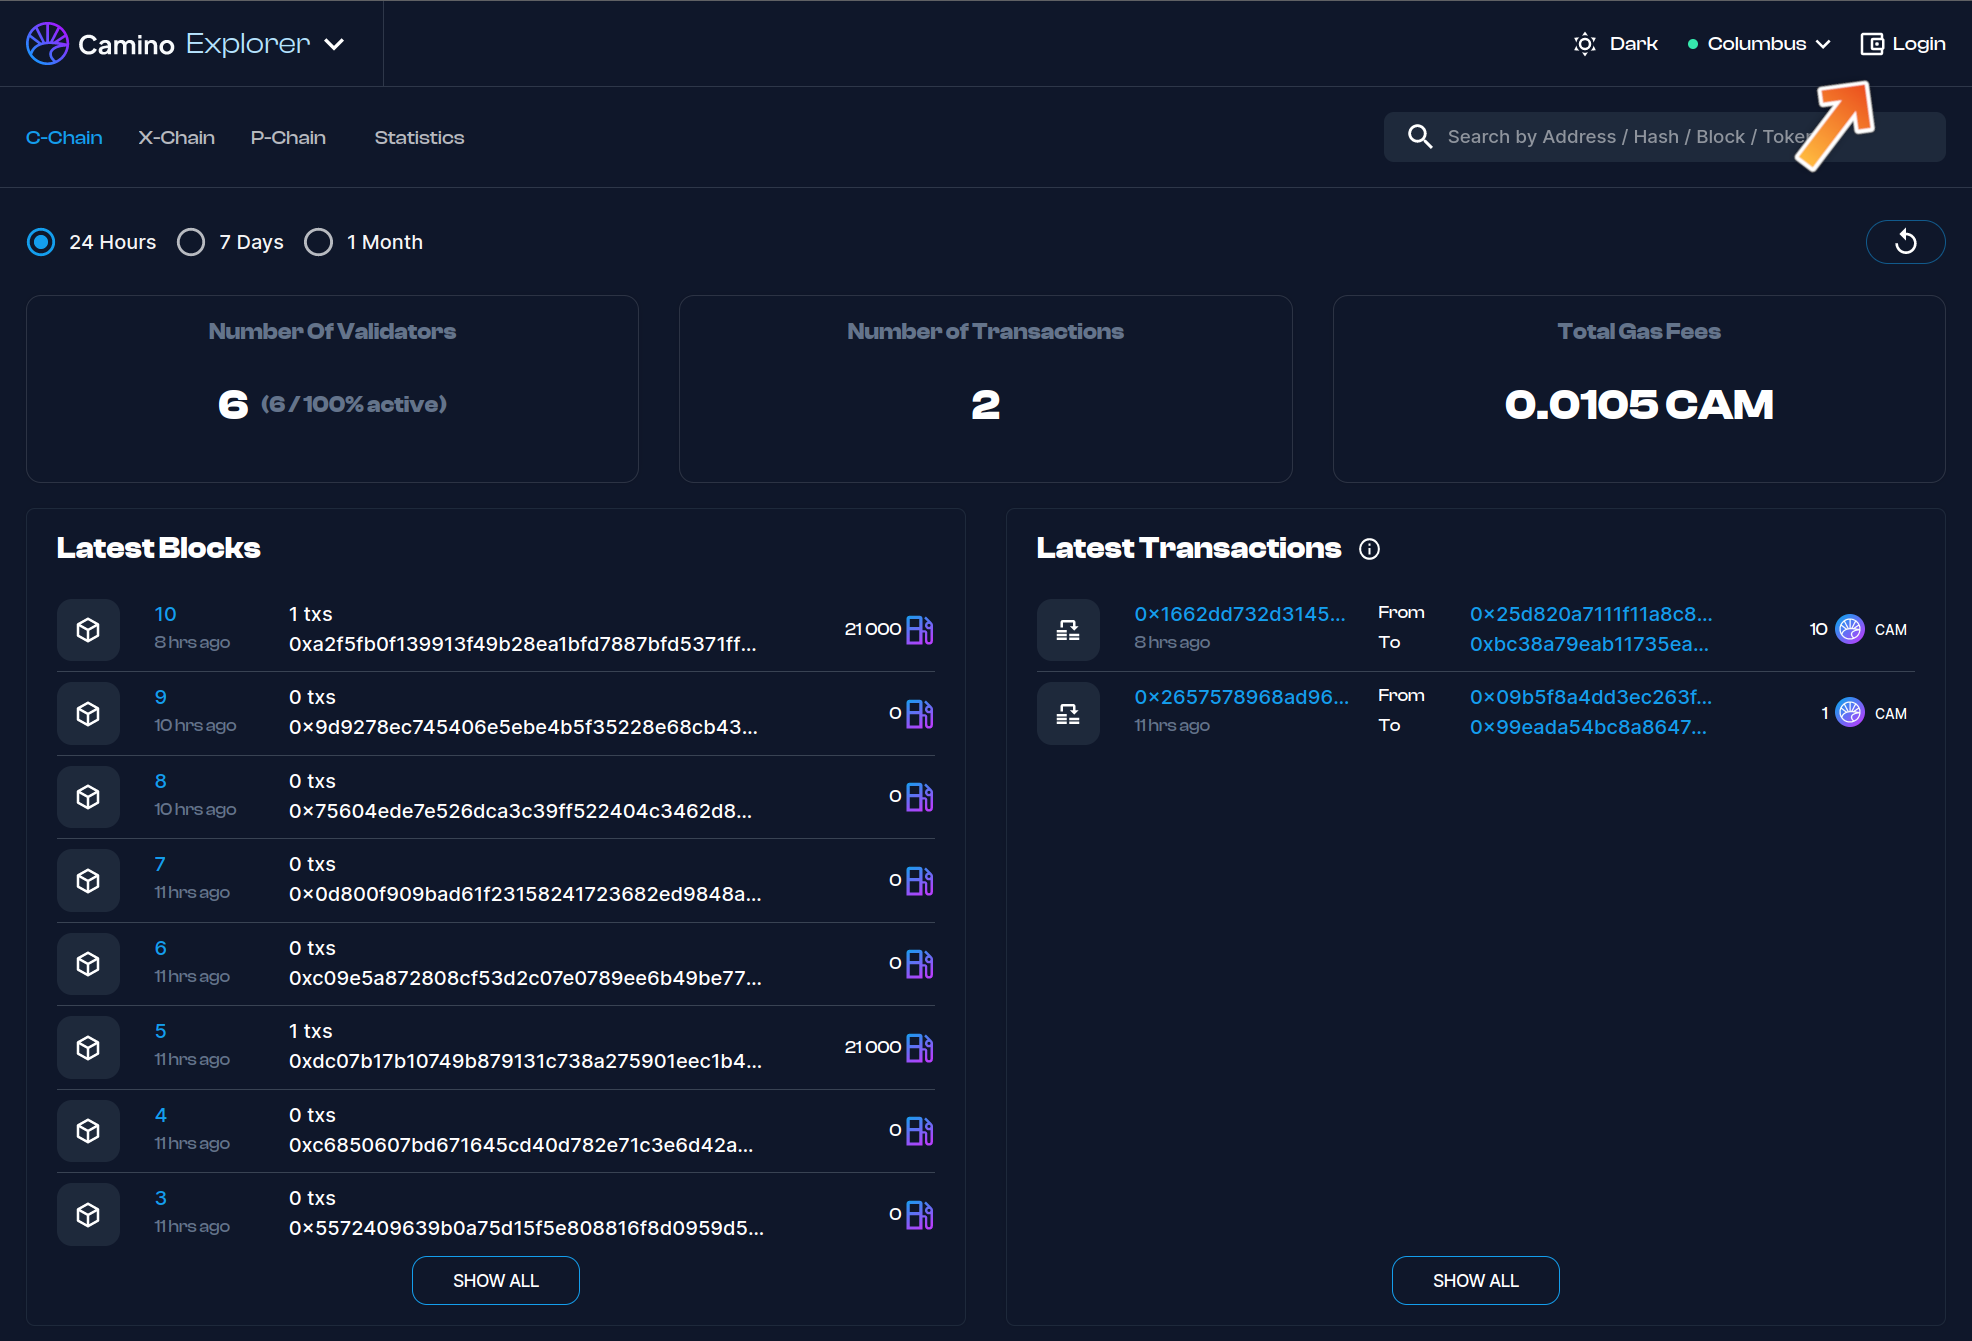 Camino Explorer
Dark
Columbus
Login
C-Chain
X-Chain
P-Chain
Statistics
Search by Address / Hash / Block /
24 Hours
7 Days
1 Month
Number Of Validators
6 (6 / 100% active)
Number of Transactions
2
Total Gas Fees
0.0105 CAM
Latest Blocks
10
8 hrs ago
1 txs
0xa2f5fb0f139913f49b28ea1bfd7887bfd5371ff...
21 000
9
10 hrs ago
0 txs
0x9d9278ec745406e5ebe4b5f35228e68cb43...
0
8
10 hrs ago
0 txs
0x75604ede7e526dca3c39ff522404c3462d8...
0
7
11 hrs ago
0 txs
0x0d800f909bad61f23158241723682ed9848a...
0
6
11 hrs ago
0 txs
0xc09e5a872808cf53d2c07e0789ee6b49be77...
0
5
11 hrs ago
1 txs
0xdc07b17b10749b879131c738a275901eec1b4...
21 000
4
11 hrs ago
0 txs
0xc6850607bd671645cd40d782e71c3e6d42a...
0
3
11 hrs ago
0 txs
0x5572409639b0a75d15f5e808816f8d0959d5...
0
SHOW ALL
Latest Transactions
0x1662dd732d3145...
8 hrs ago
From
To
0x25d820a7111f11a8c8...
0xbc38a79eab11735ea...
10 CAM
0x2657578968ad96...
11 hrs ago
From
To
0x09b5f8a4dd3ec263f...
0x99eada54bc8a8647...
1 CAM
SHOW ALL